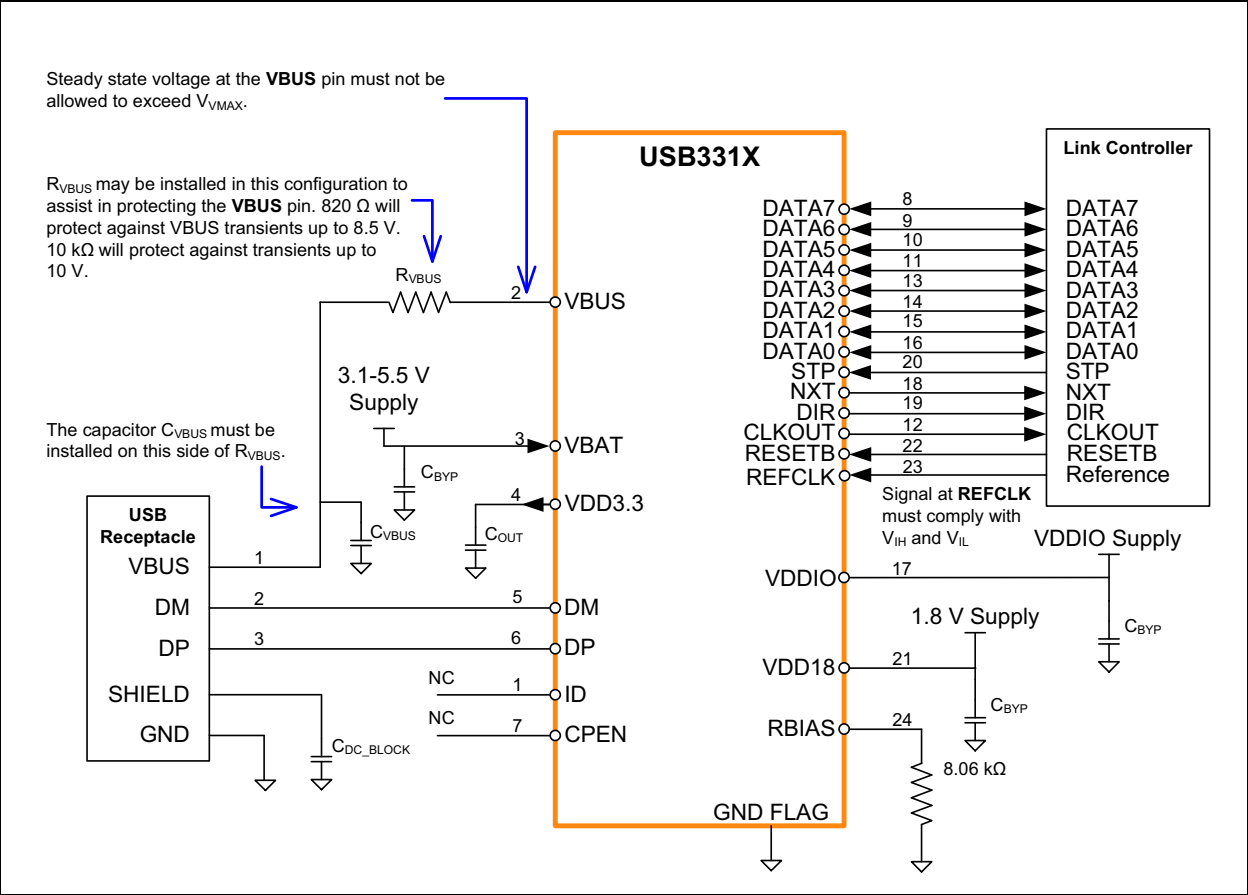 Steady state voltage at the VBUS pin must not be
allowed to exceed VVMAX.
RVBUS may be installed in this configuration to
assist in protecting the VBUS pin. 820 Ω will
protect against VBUS transients up to 8.5 V.
10 kΩ will protect against transients up to
10 V.
RVBUS
2
VBUS
3.1-5.5 V
Supply
3
VBAT
CBYP
4
VDD3.3
COUT
The capacitor CVBUS must be
installed on this side of RVBUS.
CVBUS
USB
Receptacle
VBUS
1
DM
2
5
DM
DP
3
6
DP
SHIELD
NC
1
ID
GND
NC
7
CPEN
CDC_BLOCK
USB331X
Link Controller
DATA7
8
DATA7
DATA6
9
DATA6
DATA5
10
DATA5
DATA4
11
DATA4
DATA3
13
DATA3
DATA2
14
DATA2
DATA1
15
DATA1
DATA0
16
DATA0
STP
20
STP
NXT
18
NXT
DIR
19
DIR
CLKOUT
12
CLKOUT
RESETB
22
RESETB
REFCLK
23
Reference
Signal at REFCLK
must comply with
VIH and VIL
VDDIO Supply
VDDIO
17
CBYP
1.8 V Supply
VDD18
21
CBYP
RBIAS
24
8.06 kΩ
GND FLAG